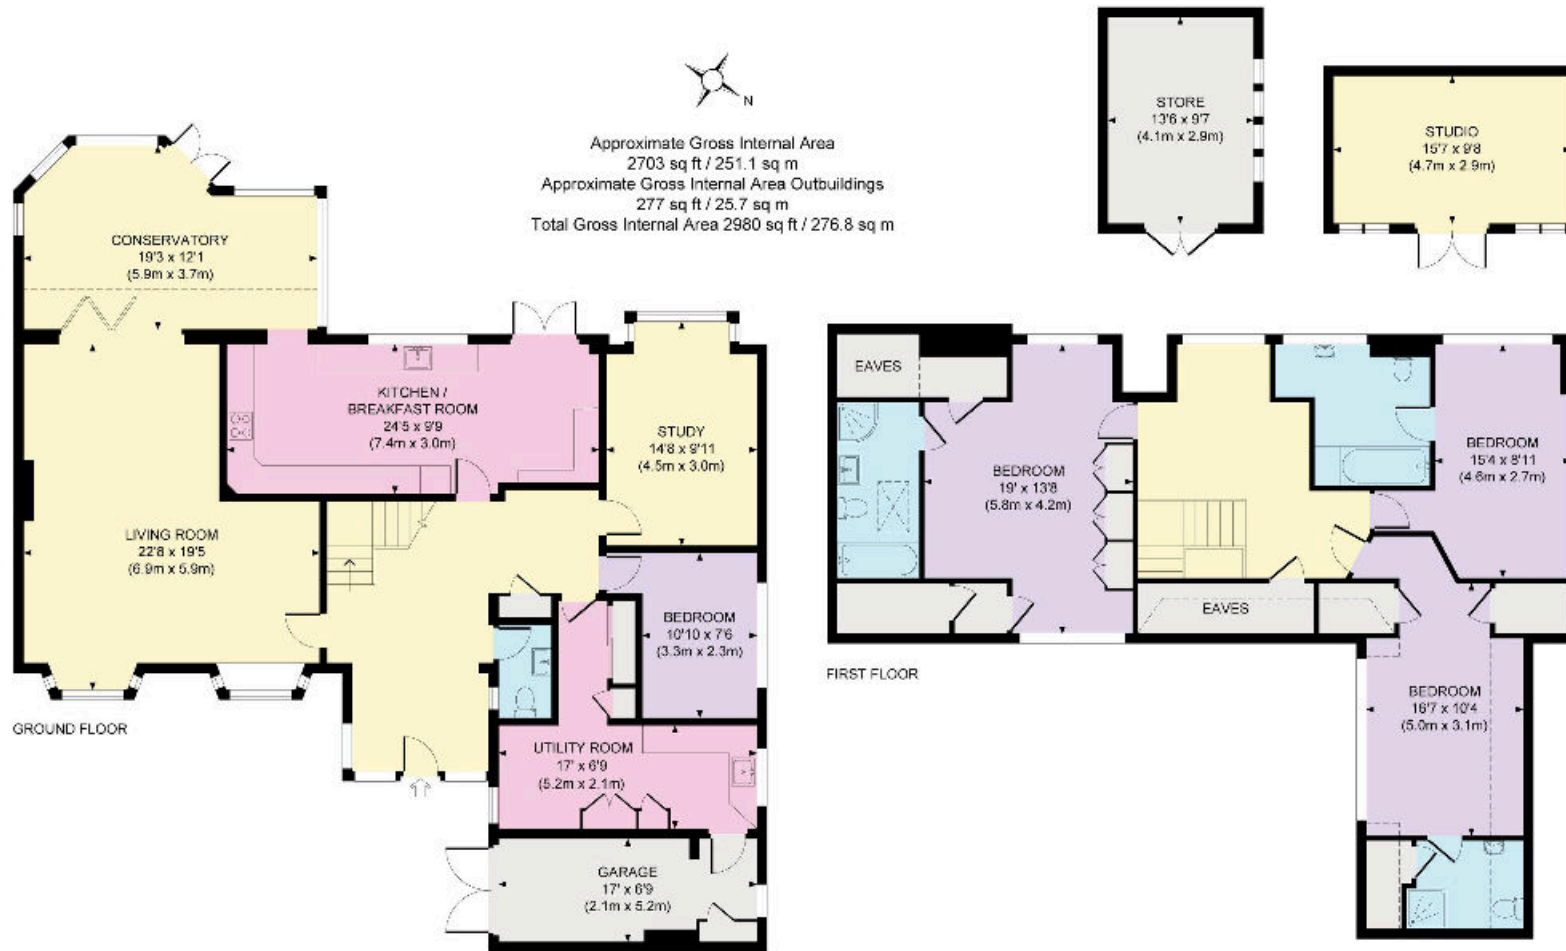 N
Approximate Gross Internal Area
2703 sq ft / 251.1 sq m
Approximate Gross Internal Area Outbuildings
277 sq ft / 25.7 sq m
Total Gross Internal Area 2980 sq ft / 276.8 sq m
STORE
13'6 x 9'7
(4.1m x 2.9m)
STUDIO
15'7 x 9'8
(4.7m x 2.9m)
CONSERVATORY
19'3 x 12'1
(5.9m x 3.7m)
KITCHEN /
BREAKFAST ROOM
24'5 x 9'9
(7.4m x 3.0m)
STUDY
14'8 x 9'11
(4.5m x 3.0m)
LIVING ROOM
22'8 x 19'5
(6.9m x 5.9m)
BEDROOM
10'10 x 7'6
(3.3m x 2.3m)
UTILITY ROOM
17' x 6'9
(5.2m x 2.1m)
GARAGE
17' x 6'9
(2.1m x 5.2m)
GROUND FLOOR
EAVES
BEDROOM
19' x 13'8
(5.8m x 4.2m)
BEDROOM
15'4 x 8'11
(4.6m x 2.7m)
EAVES
BEDROOM
16'7 x 10'4
(5.0m x 3.1m)
FIRST FLOOR